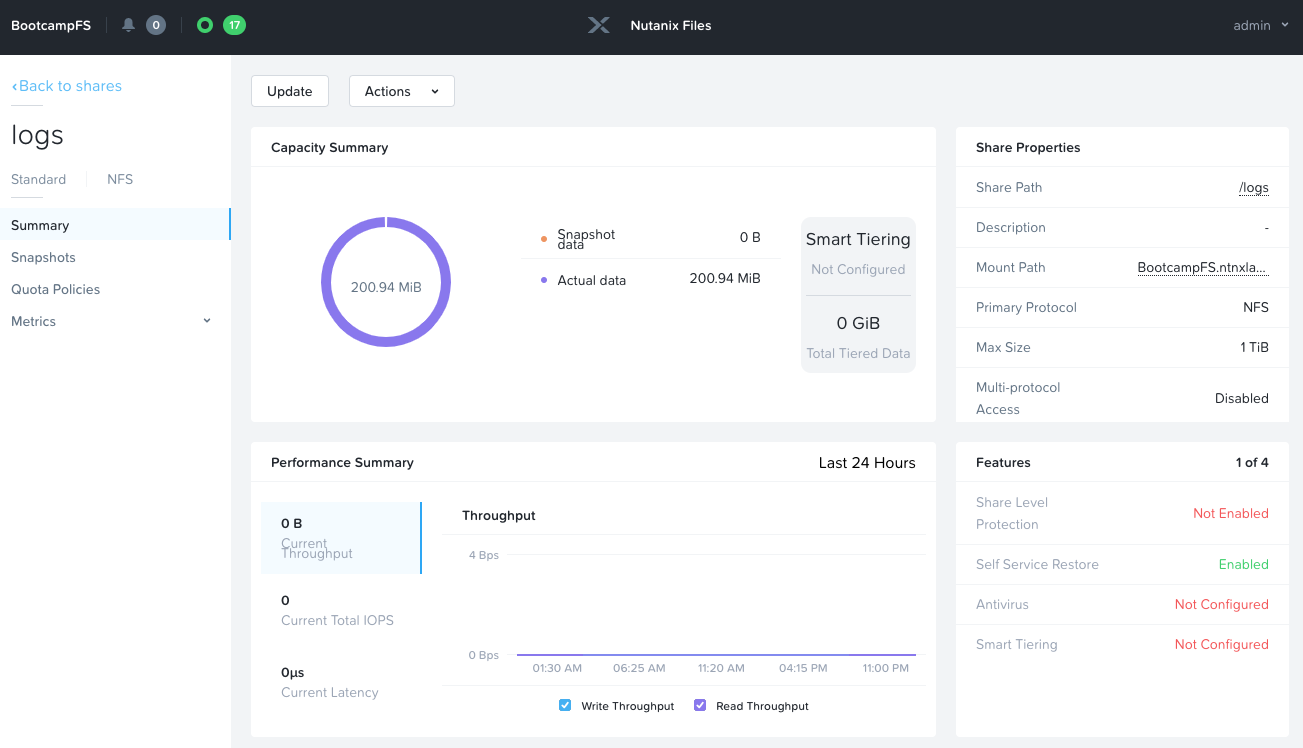 BootcampFS
0
17
Nutanix Files
admin
‹Back to shares
logs
Standard
NFS
Summary
Snapshots
Quota Policies
Metrics
Update
Actions
Capacity Summary
200.94 MiB
Snapshot
data
0 B
Actual data
200.94 MiB
Smart Tiering
Not Configured
0 GiB
Total Tiered Data
Share Properties
Share Path
/logs
Description
-
Mount Path
BootcampFS.ntnxla...
Primary Protocol
NFS
Max Size
1 TiB
Multi-protocol
Access
Disabled
Performance Summary
Last 24 Hours
0 B
Current
Throughput
0
Current Total IOPS
0µs
Current Latency
Throughput
4 Bps
0 Bps
01:30 AM
06:25 AM
11:20 AM
04:15 PM
11:00 PM
Write Throughput
Read Throughput
Features
1 of 4
Share Level
Protection
Not Enabled
Self Service Restore
Enabled
Antivirus
Not Configured
Smart Tiering
Not Configured